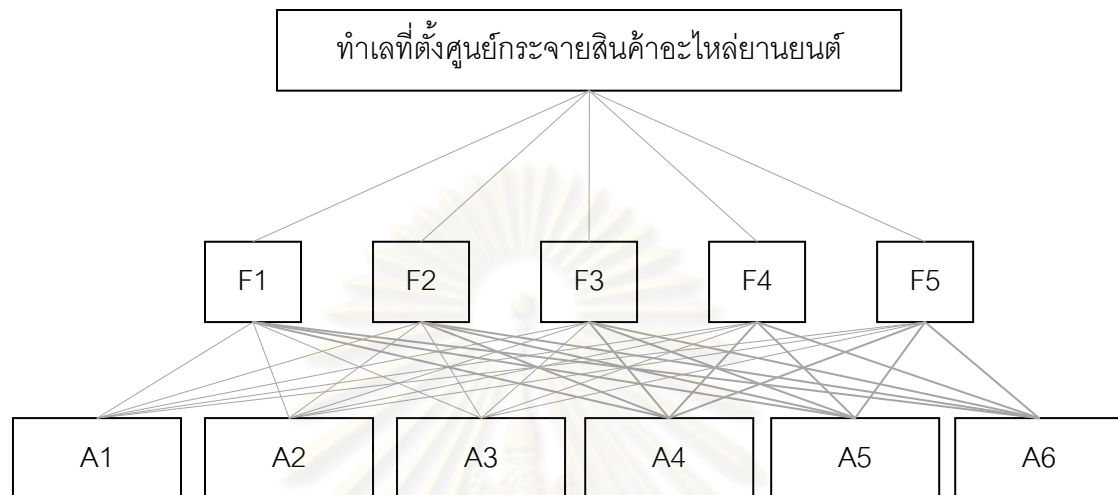 ทำเลที่ตั้งศูนย์กระจายสินค้าอะไหล่ยานยนต์
F1 F2 F3 F4 F5
A1 A2 A3 A4 A5 A6